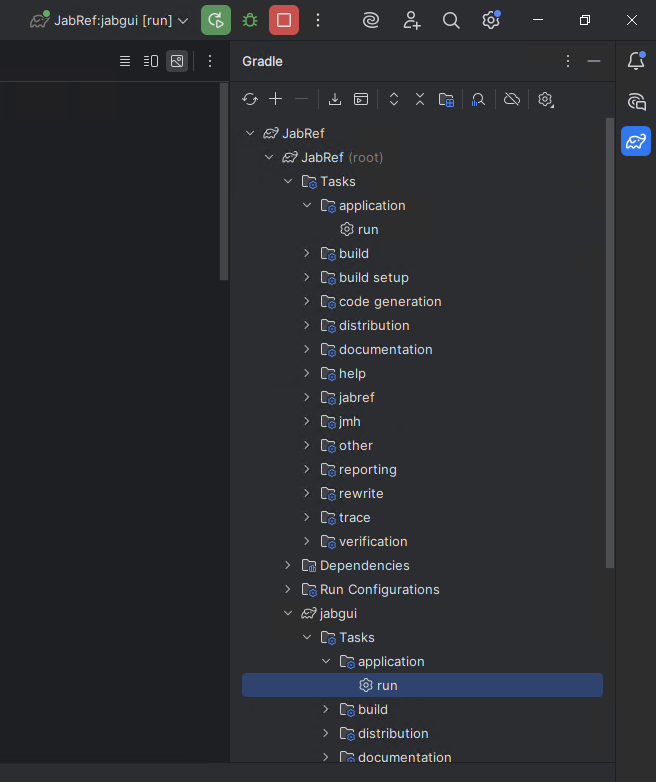 JabRef:jabgui [run]
Gradle
JabRef
JabRef (root)
Tasks
application
run
build
build setup
code generation
distribution
documentation
help
jabref
jmh
other
reporting
rewrite
trace
verification
Dependencies
Run Configurations
jabgui
Tasks
application
run
build
distribution
documentation